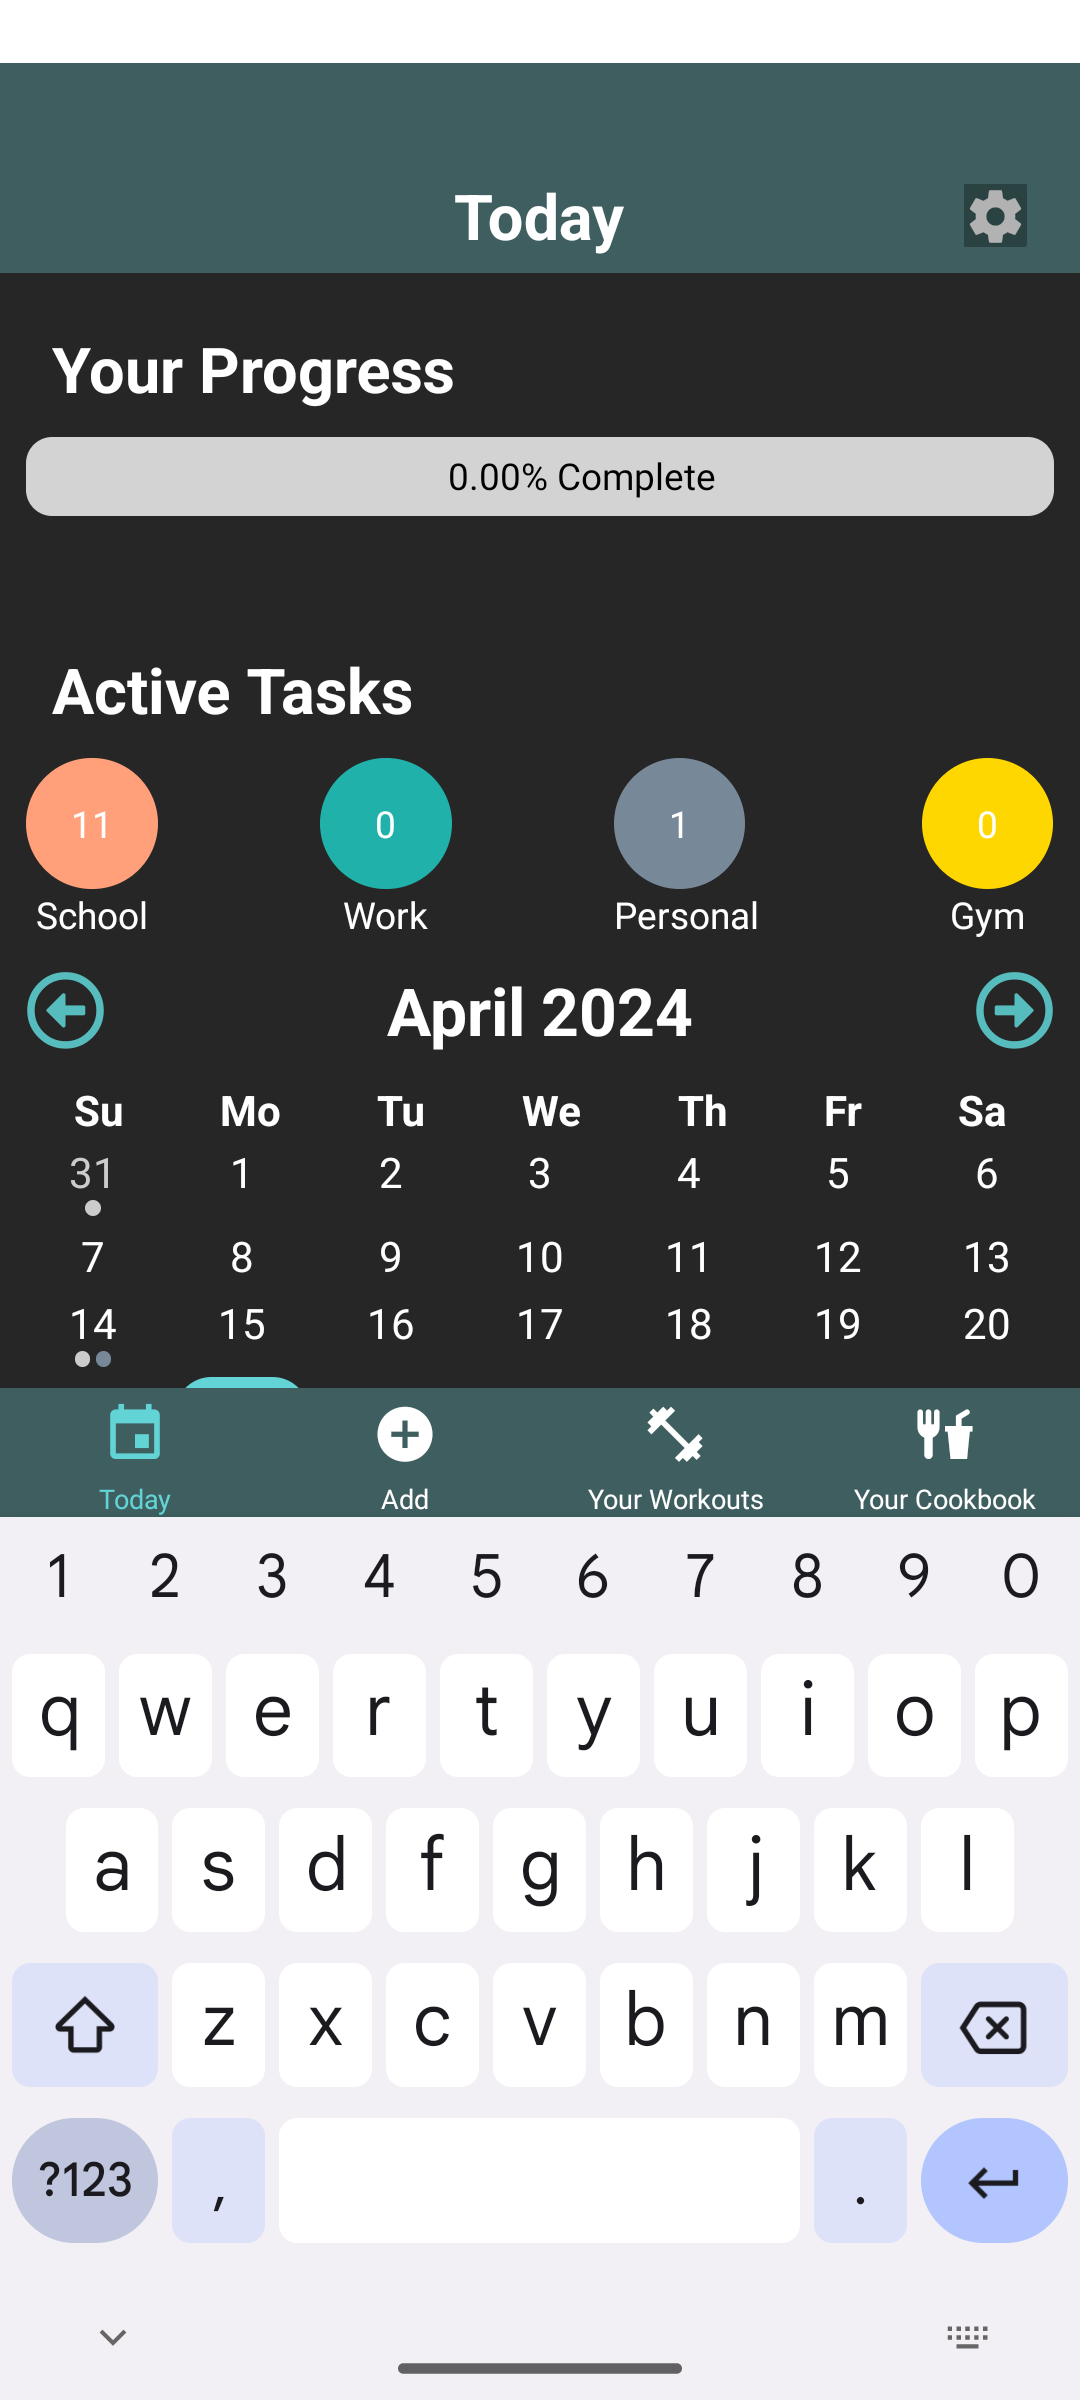 Today
Your Progress
0.00% Complete
Active Tasks
11 0 1 0
School Work Personal Gym
April 2024
Su Mo Tu We Th Fr Sa
31 1 2 3 4 5 6
7 8 9 10 11 12 13
14 15 16 17 18 19 20
Today Add Your Workouts Your Cookbook
1 2 3 4 5 6 7 8 9 0
q w e r t y u i o p
a s d f g h j k l
z x c v b n m
?123 , .